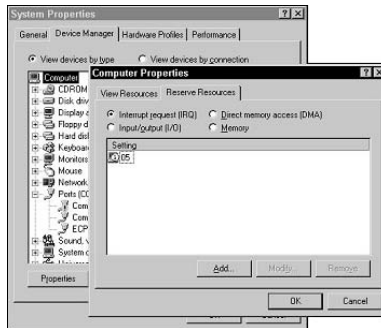 System Properties
General
Device Manager
Hardware Profiles
Performance
View devices by type
View devices by connection
Computer
CDROM
Disk driv
Display a
Floppy d
Hard disk
Keyboar
Monitors
Mouse
Network
Ports (CO
Com
Com
ECP
Sound, v
System d
Properties
Computer Properties
View Resources
Reserve Resources
Interrupt request (IRQ)
Direct memory access (DMA)
Input/output (I/O)
Memory
Setting
05
Add...
Modify...
Remove
OK
Cancel